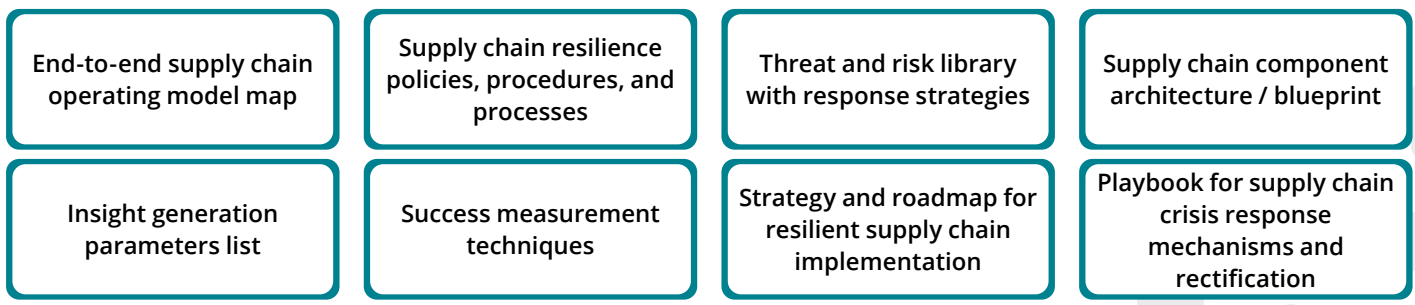 End-to-end supply chain
operating model map
Supply chain resilience
policies, procedures, and
processes
Threat and risk library
with response strategies
Supply chain component
architecture / blueprint
Insight generation
parameters list
Success measurement
techniques
Strategy and roadmap for
resilient supply chain
implementation
Playbook for supply chain
crisis response
mechanisms and
rectification